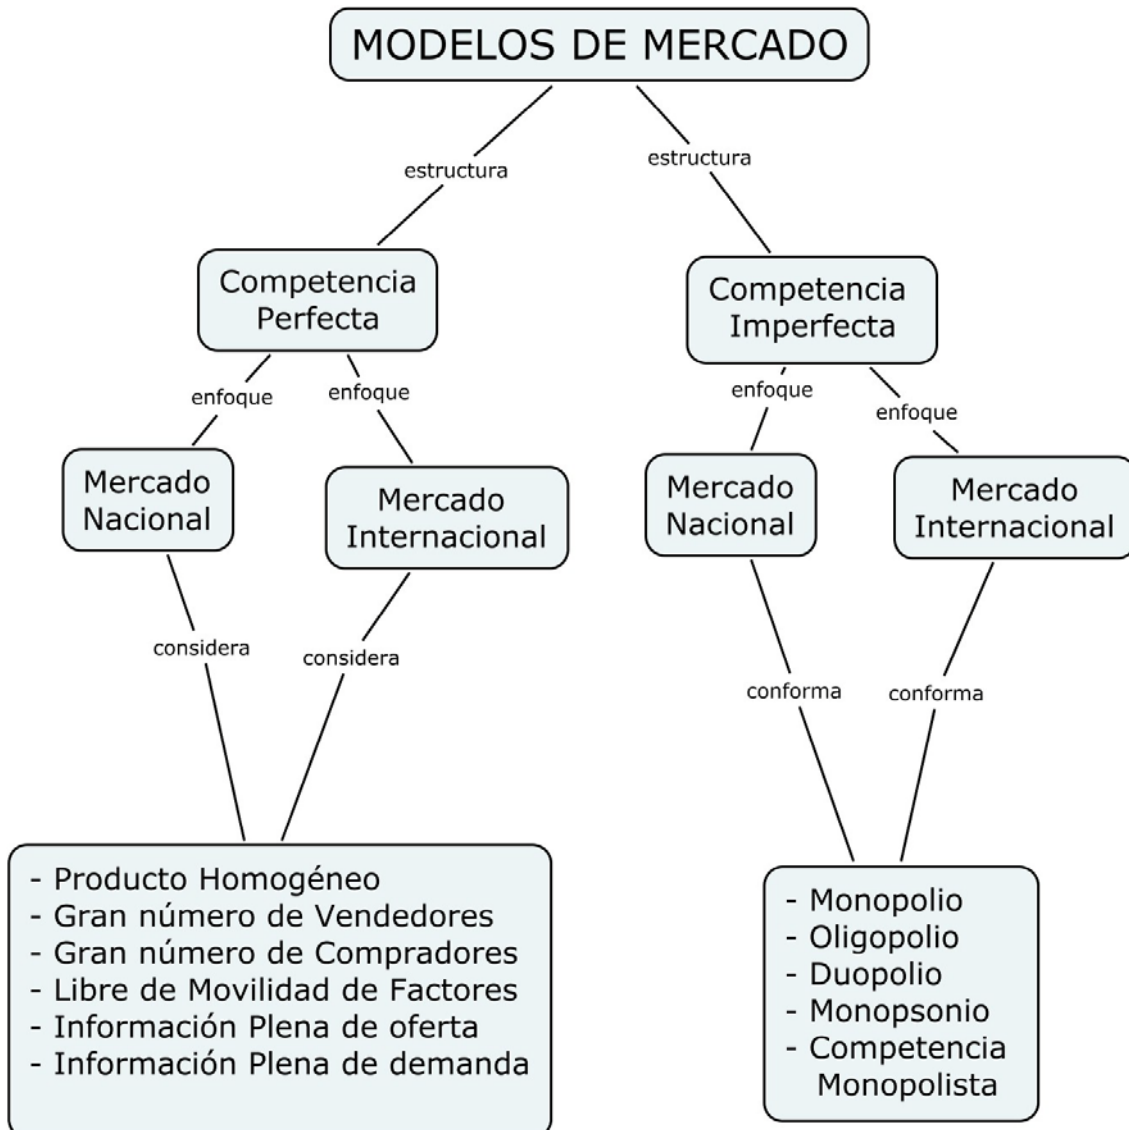 MODELOS DE MERCADO
estructura
estructura
Competencia
Perfecta
Competencia
Imperfecta
enfoque
enfoque
enfoque
enfoque
Mercado
Nacional
Mercado
Internacional
Mercado
Nacional
Mercado
Internacional
considera
considera
conforma
conforma
- Producto Homogéneo
- Gran número de Vendedores
- Gran número de Compradores
- Libre de Movilidad de Factores
- Información Plena de oferta
- Información Plena de demanda
- Monopolio
- Oligopolio
- Duopolio
- Monopsonio
- Competencia
Monopolista